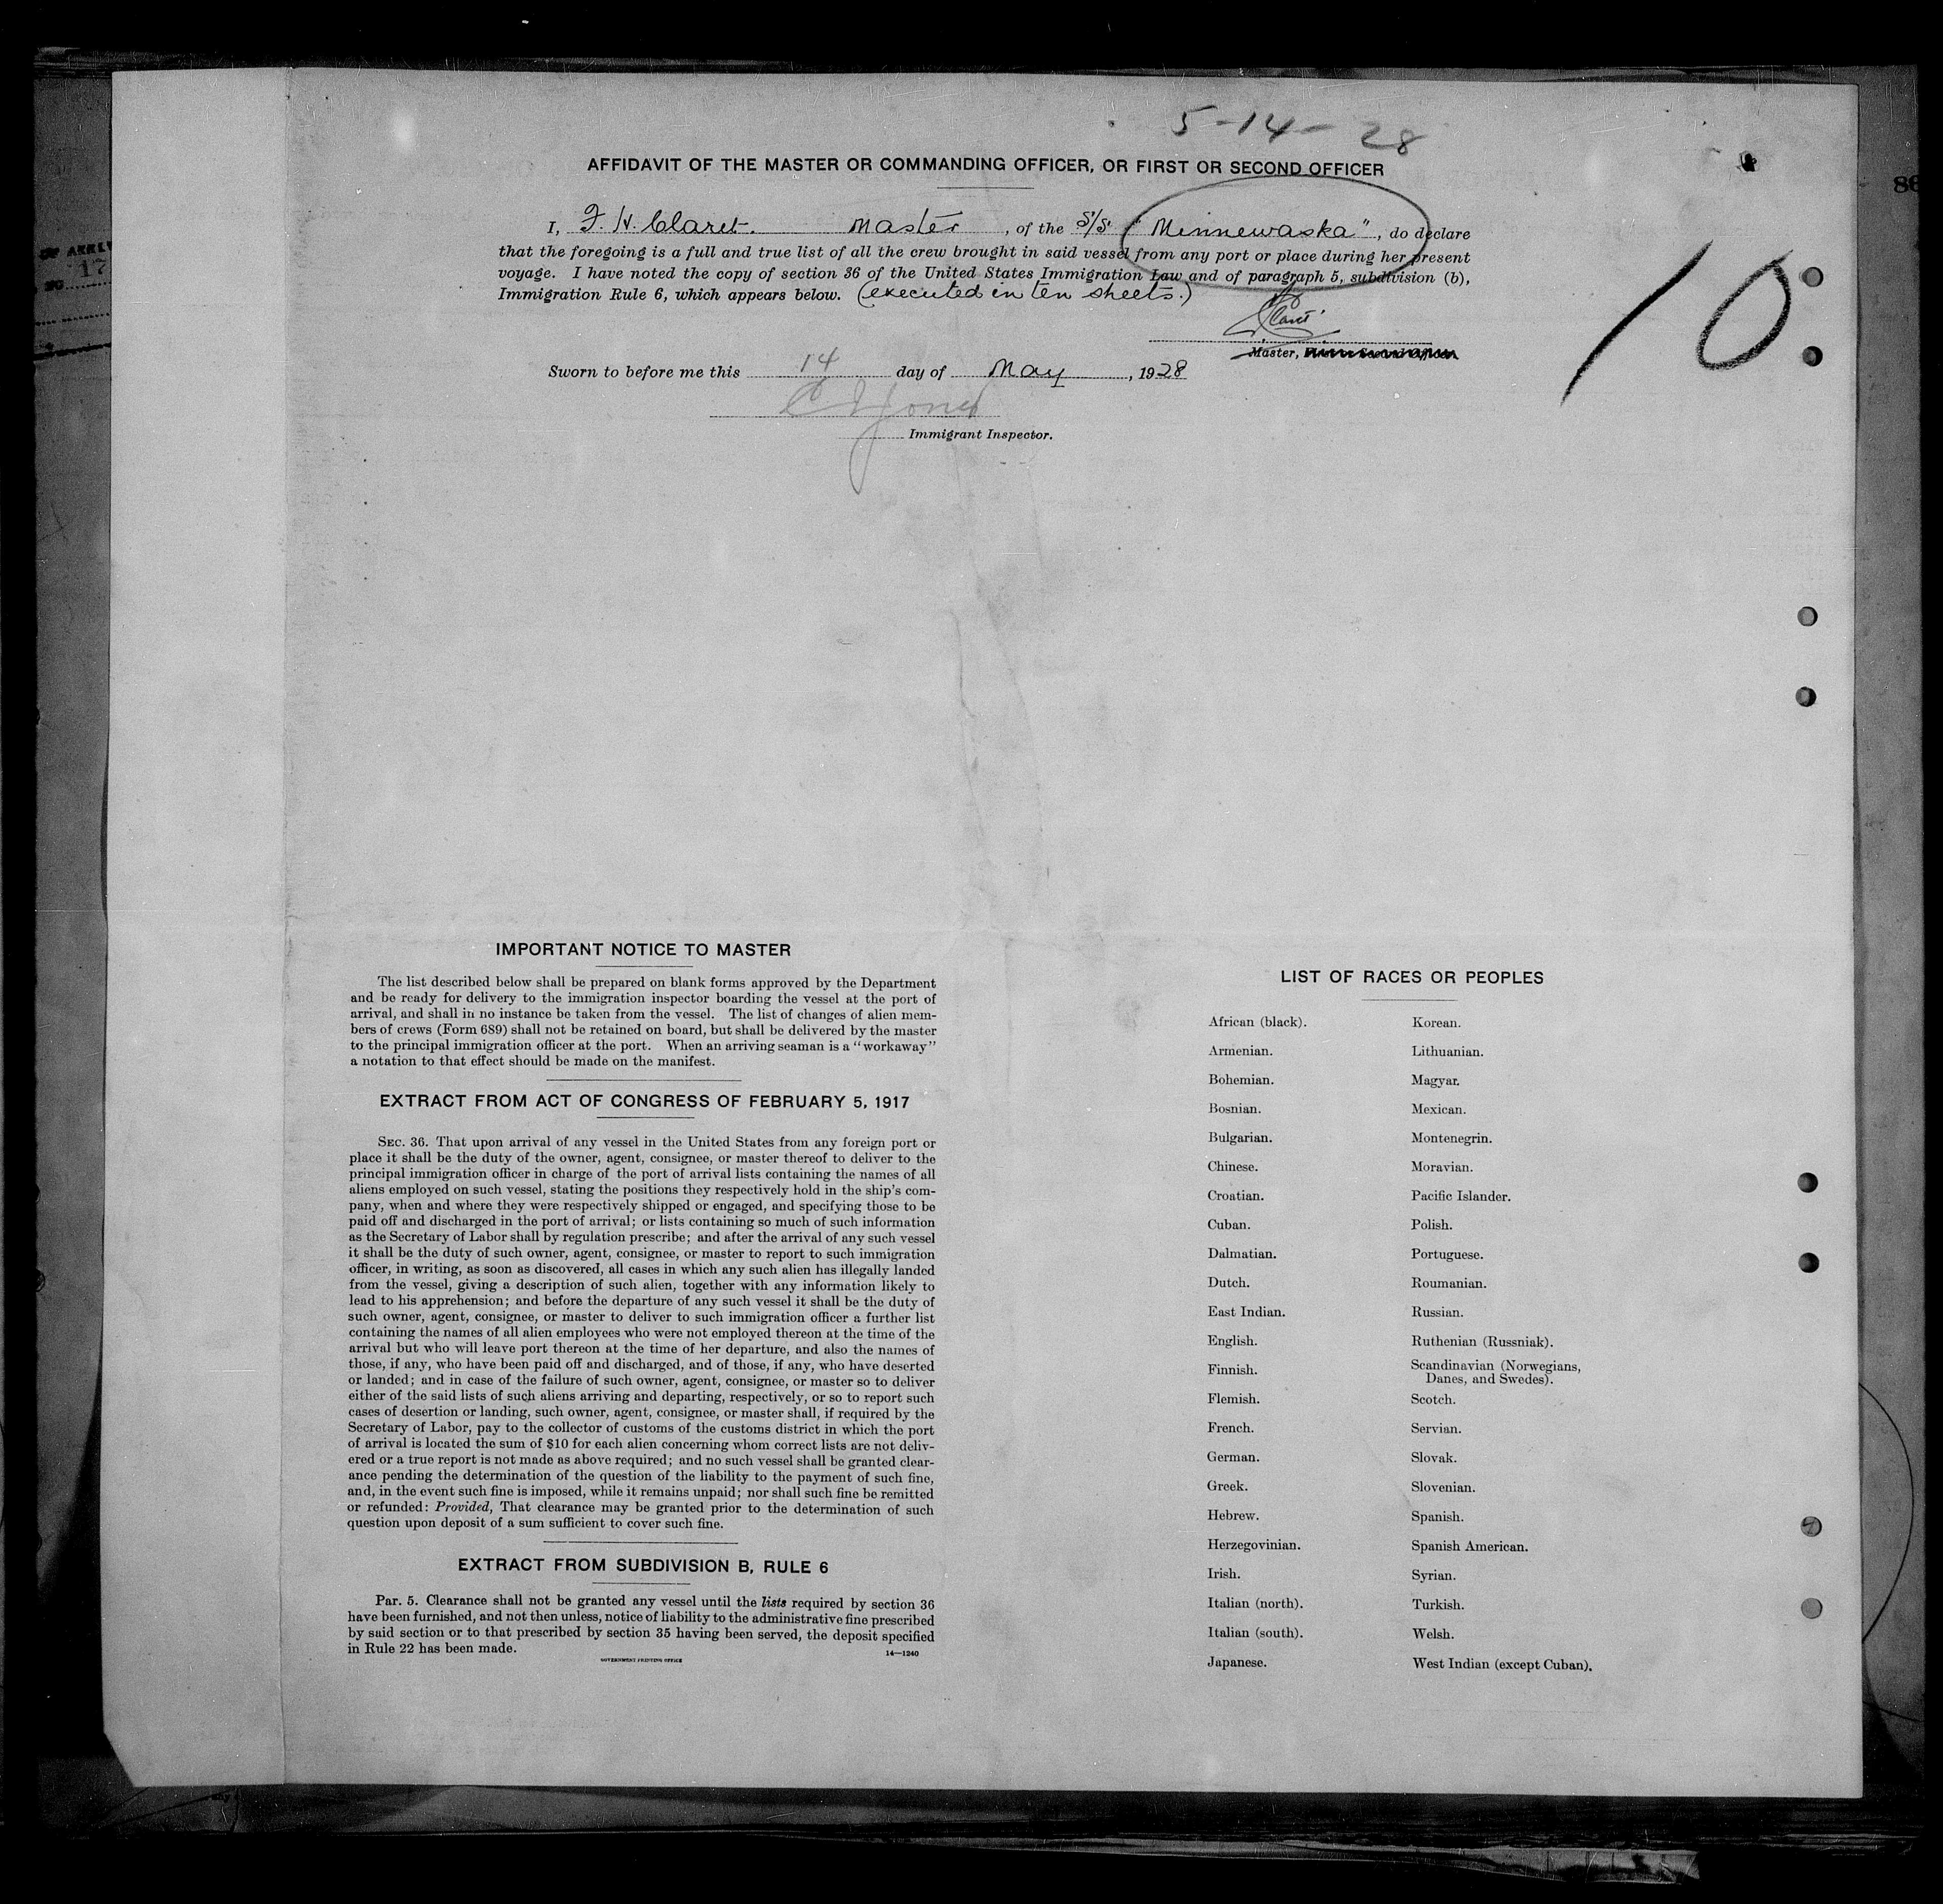 5-14-28
AFFIDAVIT OF THE MASTER OR COMMANDING OFFICER, OR FIRST OR SECOND OFFICER
I, F. H. Claret. Master, of the S/S "Minnewaska", do declare
that the foregoing is a full and true list of all the crew brought in said vessel from any port or place during her present
voyage. I have noted the copy of section 36 of the United States Immigration Law and of paragraph 5, subdivision (b),
Immigration Rule 6, which appears below. (executed in ten sheets.)
10
Master,
Sworn to before me this 14 day of May, 1928
C J Jones
Immigrant Inspector.
IMPORTANT NOTICE TO MASTER
The list described below shall be prepared on blank forms approved by the Department
and be ready for delivery to the immigration inspector boarding the vessel at the port of
arrival, and shall in no instance be taken from the vessel. The list of changes of alien mem-
bers of crews (Form 689) shall not be retained on board, but shall be delivered by the master
to the principal immigration officer at the port. When an arriving seaman is a "workaway"
a notation to that effect should be made on the manifest.
EXTRACT FROM ACT OF CONGRESS OF FEBRUARY 5, 1917
SEC. 36. That upon arrival of any vessel in the United States from any foreign port or
place it shall be the duty of the owner, agent, consignee, or master thereof to deliver to the
principal immigration officer in charge of the port of arrival lists containing the names of all
aliens employed on such vessel, stating the positions they respectively hold in the ship's com-
pany, when and where they were respectively shipped or engaged, and specifying those to be
paid off and discharged in the port of arrival; or lists containing so much of such information
as the Secretary of Labor shall by regulation prescribe; and after the arrival of any such vessel
it shall be the duty of such owner, agent, consignee, or master to report to such immigration
officer, in writing, as soon as discovered, all cases in which any such alien has illegally landed
from the vessel, giving a description of such alien, together with any information likely to
lead to his apprehension; and before the departure of any such vessel it shall be the duty of
such owner, agent, consignee, or master to deliver to such immigration officer a further list
containing the names of all alien employees who were not employed thereon at the time of the
arrival but who will leave port thereon at the time of her departure, and also the names of
those, if any, who have been paid off and discharged, and of those, if any, who have deserted
or landed; and in case of the failure of such owner, agent, consignee, or master so to deliver
either of the said lists of such aliens arriving and departing, respectively, or so to report such
cases of desertion or landing, such owner, agent, consignee, or master shall, if required by the
Secretary of Labor, pay to the collector of customs of the customs district in which the port
of arrival is located the sum of $10 for each alien concerning whom correct lists are not deliv-
ered or a true report is not made as above required; and no such vessel shall be granted clear-
ance pending the determination of the question of the liability to the payment of such fine,
and, in the event such fine is imposed, while it remains unpaid; nor shall such fine be remitted
or refunded: Provided, That clearance may be granted prior to the determination of such
question upon deposit of a sum sufficient to cover such fine.
EXTRACT FROM SUBDIVISION B, RULE 6
Par. 5. Clearance shall not be granted any vessel until the lists required by section 36
have been furnished, and not then unless, notice of liability to the administrative fine prescribed
by said section or to that prescribed by section 35 having been served, the deposit specified
in Rule 22 has been made.
14—1240
GOVERNMENT PRINTING OFFICE
LIST OF RACES OR PEOPLES
African (black).
Armenian.
Bohemian.
Bosnian.
Bulgarian.
Chinese.
Croatian.
Cuban.
Dalmatian.
Dutch.
East Indian.
English.
Finnish.
Flemish.
French.
German.
Greek.
Hebrew.
Herzegovinian.
Irish.
Italian (north).
Italian (south).
Japanese.
Korean.
Lithuanian.
Magyar.
Mexican.
Montenegrin.
Moravian.
Pacific Islander.
Polish.
Portuguese.
Roumanian.
Russian.
Ruthenian (Russniak).
Scandinavian (Norwegians,
Danes, and Swedes).
Scotch.
Servian.
Slovak.
Slovenian.
Spanish.
Spanish American.
Syrian.
Turkish.
Welsh.
West Indian (except Cuban).